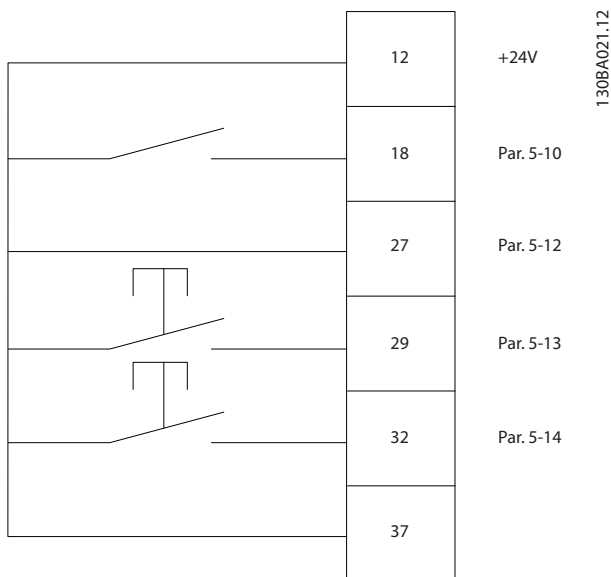 12 +24V
18 Par. 5-10
27 Par. 5-12
29 Par. 5-13
32 Par. 5-14
37
130BA021.12